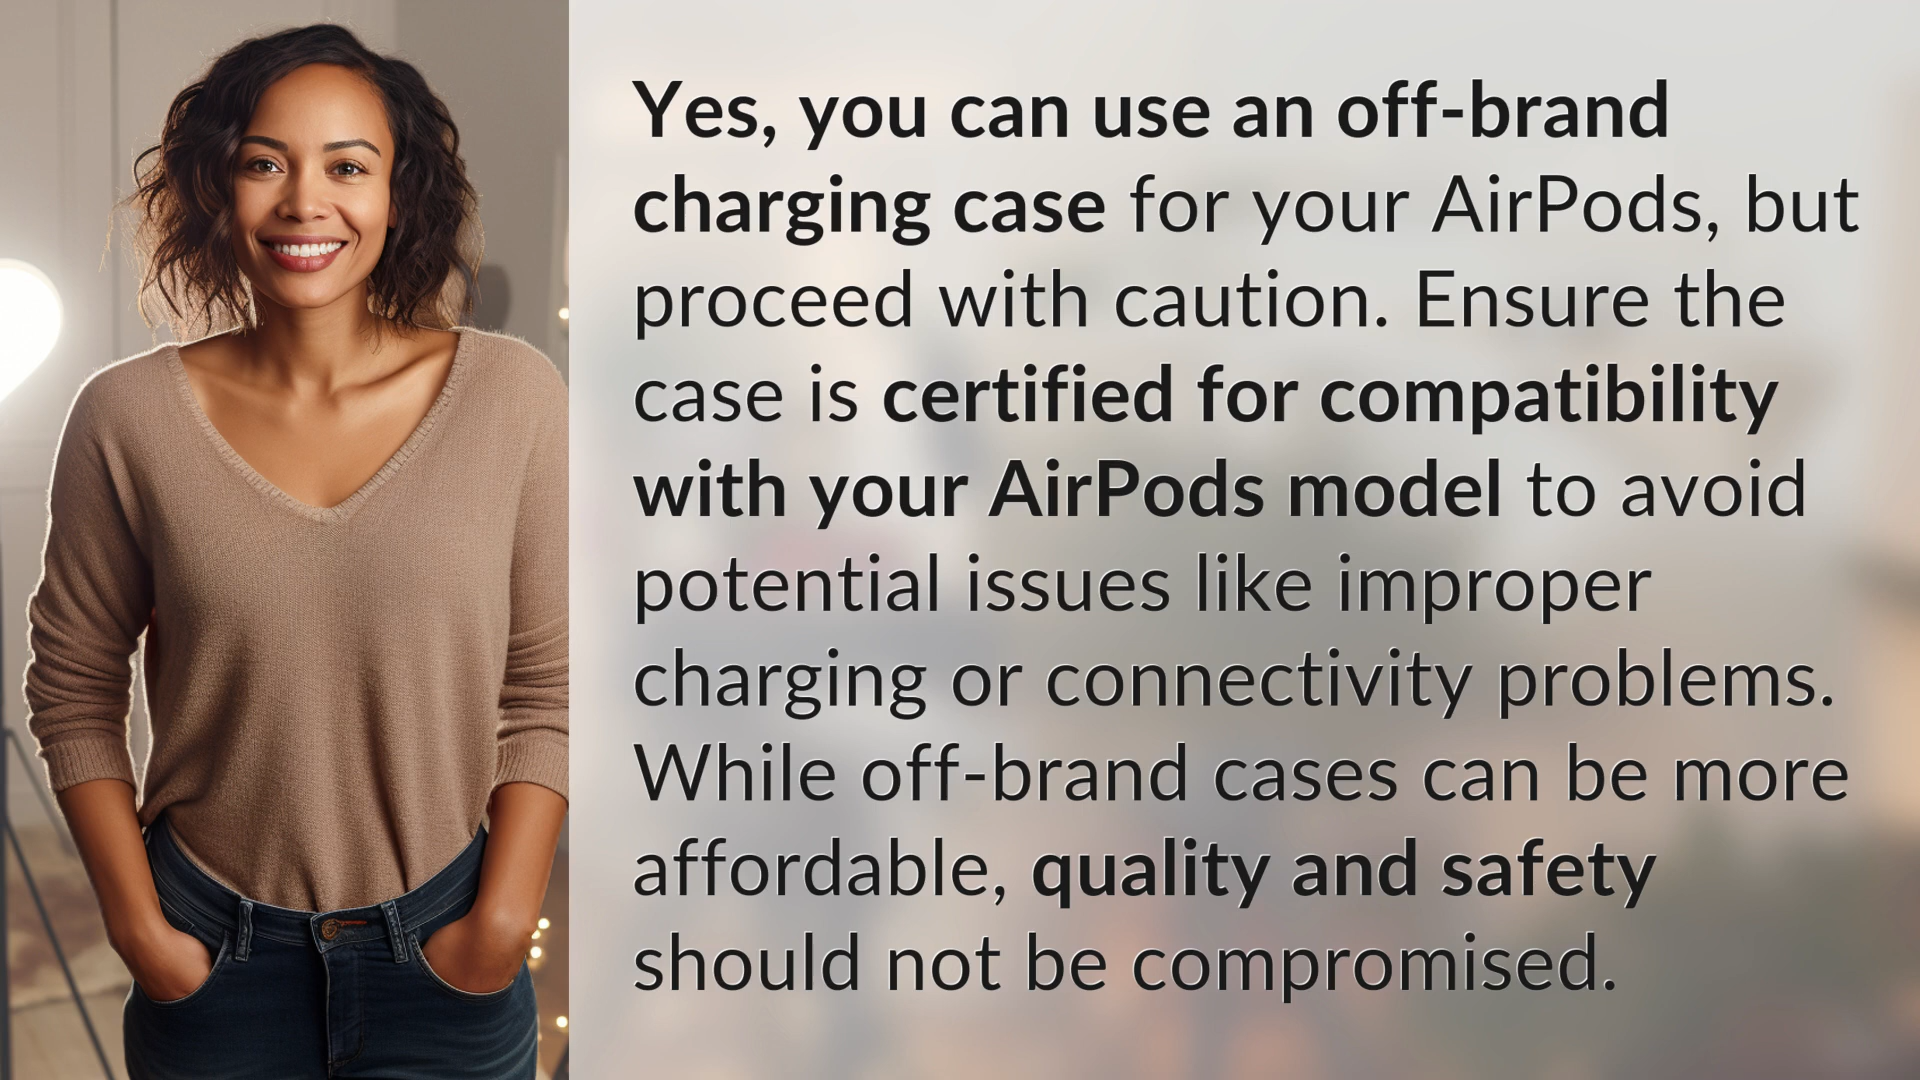 Yes, you can use an off-brand
charging case for your AirPods, but
proceed with caution. Ensure the
case is certified for compatibility
with your AirPods model to avoid
potential issues like improper
charging or connectivity problems.
While off-brand cases can be more
affordable, quality and safety
should not be compromised.